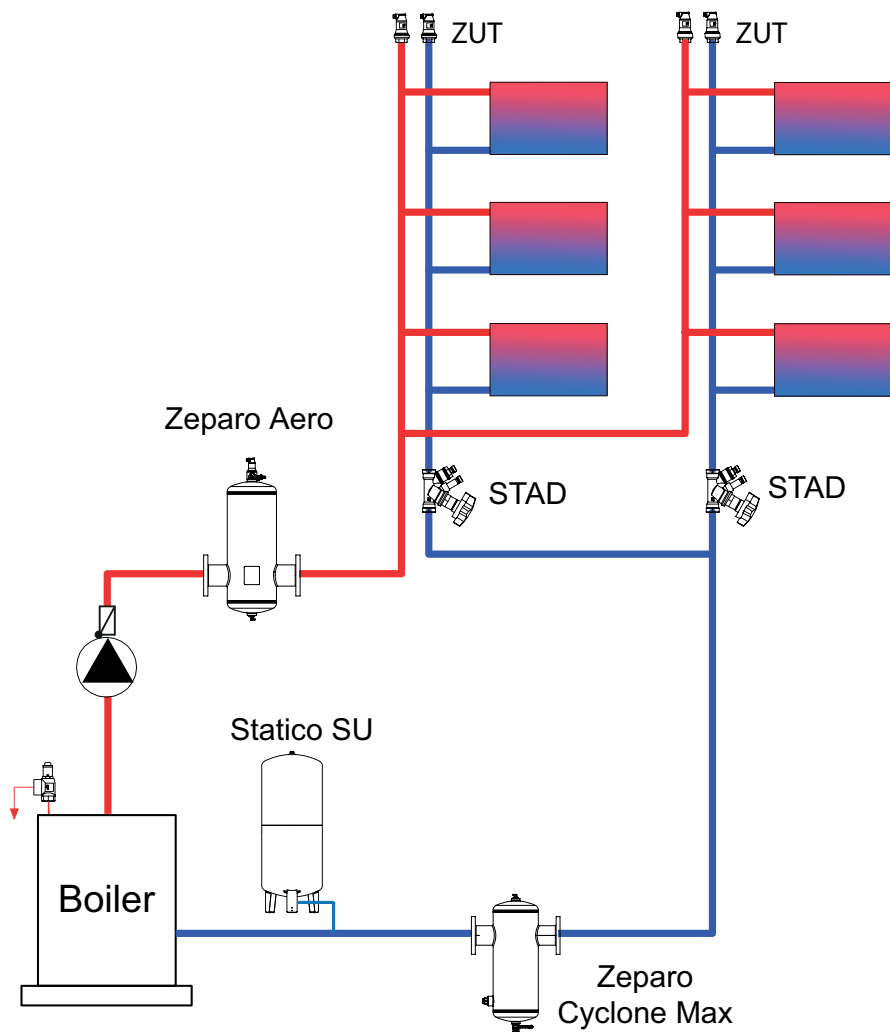 ZUT
ZUT
Zeparo Aero
STAD
STAD
Statico SU
Boiler
Zeparo
Cyclone Max